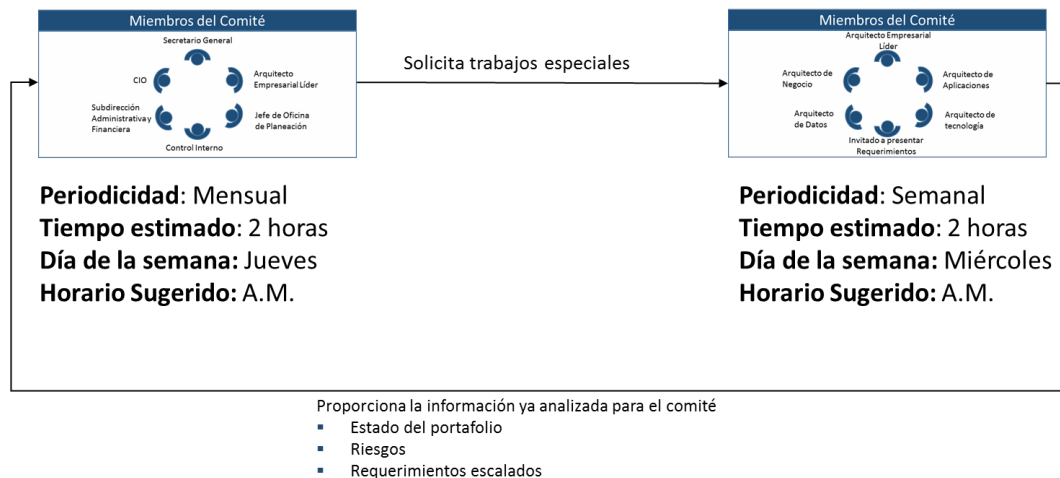 Miembros del Comité
Secretario General
CIO
Arquitecto
Empresarial Líder
Subdirección
Administrativa y
Financiera
Jefe de Oficina
de Planeación
Control Interno
Solicita trabajos especiales
Miembros del Comité
Arquitecto Empresarial
Líder
Arquitecto de
Negocio
Arquitecto de
Aplicaciones
Arquitecto
de Datos
Arquitecto de
tecnología
Invitado a presentar
Requerimientos
Periodicidad: Mensual
Tiempo estimado: 2 horas
Día de la semana: Jueves
Horario Sugerido: A.M.
Periodicidad: Semanal
Tiempo estimado: 2 horas
Día de la semana: Miércoles
Horario Sugerido: A.M.
Proporciona la información ya analizada para el comité
▪ Estado del portafolio
▪ Riesgos
▪ Requerimientos escalados